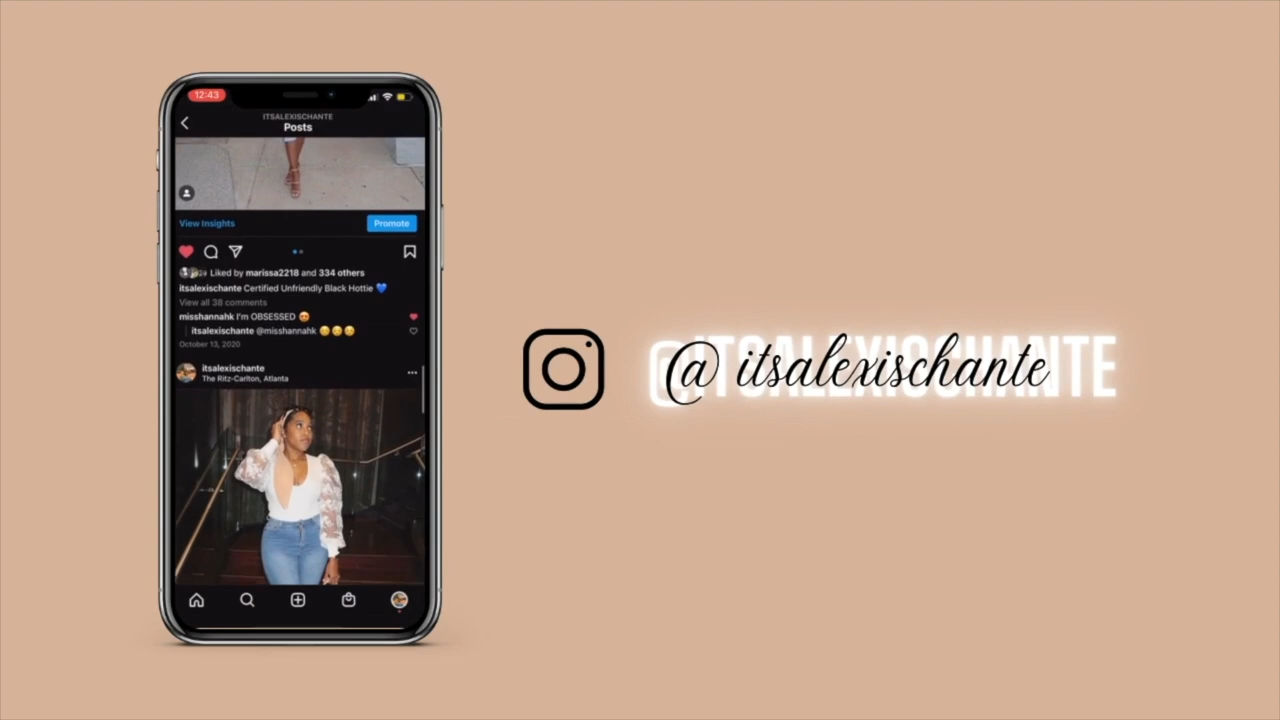 12:43
ITSALEXISCHANTE
Posts
View Insights
Promote
Liked by marissa2218 and 334 others
itsalexischante Certified Unfriendly Black Hottie 💙
View all 38 comments
misshannahk I'm OBSESSED 😍
itsalexischante @misshannahk 😊😊😊
October 13, 2020
itsalexischante
The Ritz-Carlton, Atlanta
@ITSALEXISCHANTE
@ itsalexischante